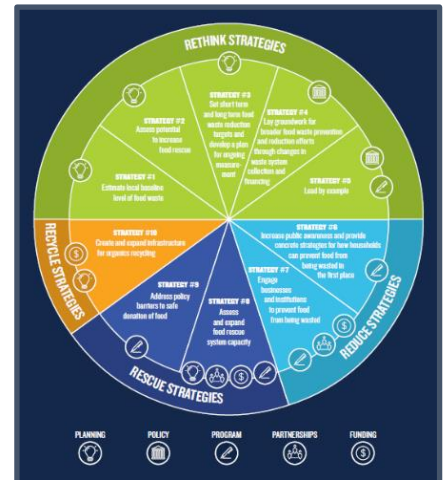 RETHINK STRATEGIES
STRATEGY #1
Estimate local baseline
level of food waste
STRATEGY #2
Assess potential
to increase
food rescue
STRATEGY #3
Set short term
and long term food
waste reduction
targets and
develop a plan
for ongoing
measure-
ment
STRATEGY #4
Lay groundwork for
broader food waste prevention
and reduction efforts
through changes in
waste system
collection and
financing
STRATEGY #5
Lead by example
REDUCE STRATEGIES
STRATEGY #6
Increase public awareness and provide
concrete strategies for how households
can prevent food from
being wasted in
the first place
STRATEGY #7
Engage
businesses
and institutions
to prevent food
from being wasted
RESCUE STRATEGIES
STRATEGY #8
Assess
and expand
food rescue
system capacity
STRATEGY #9
Address policy
barriers to safe
donation of food
RECYCLE STRATEGIES
STRATEGY #10
Create and expand infrastructure
for organics recycling
PLANNING
POLICY
PROGRAM
PARTNERSHIPS
FUNDING
$
$
$
$